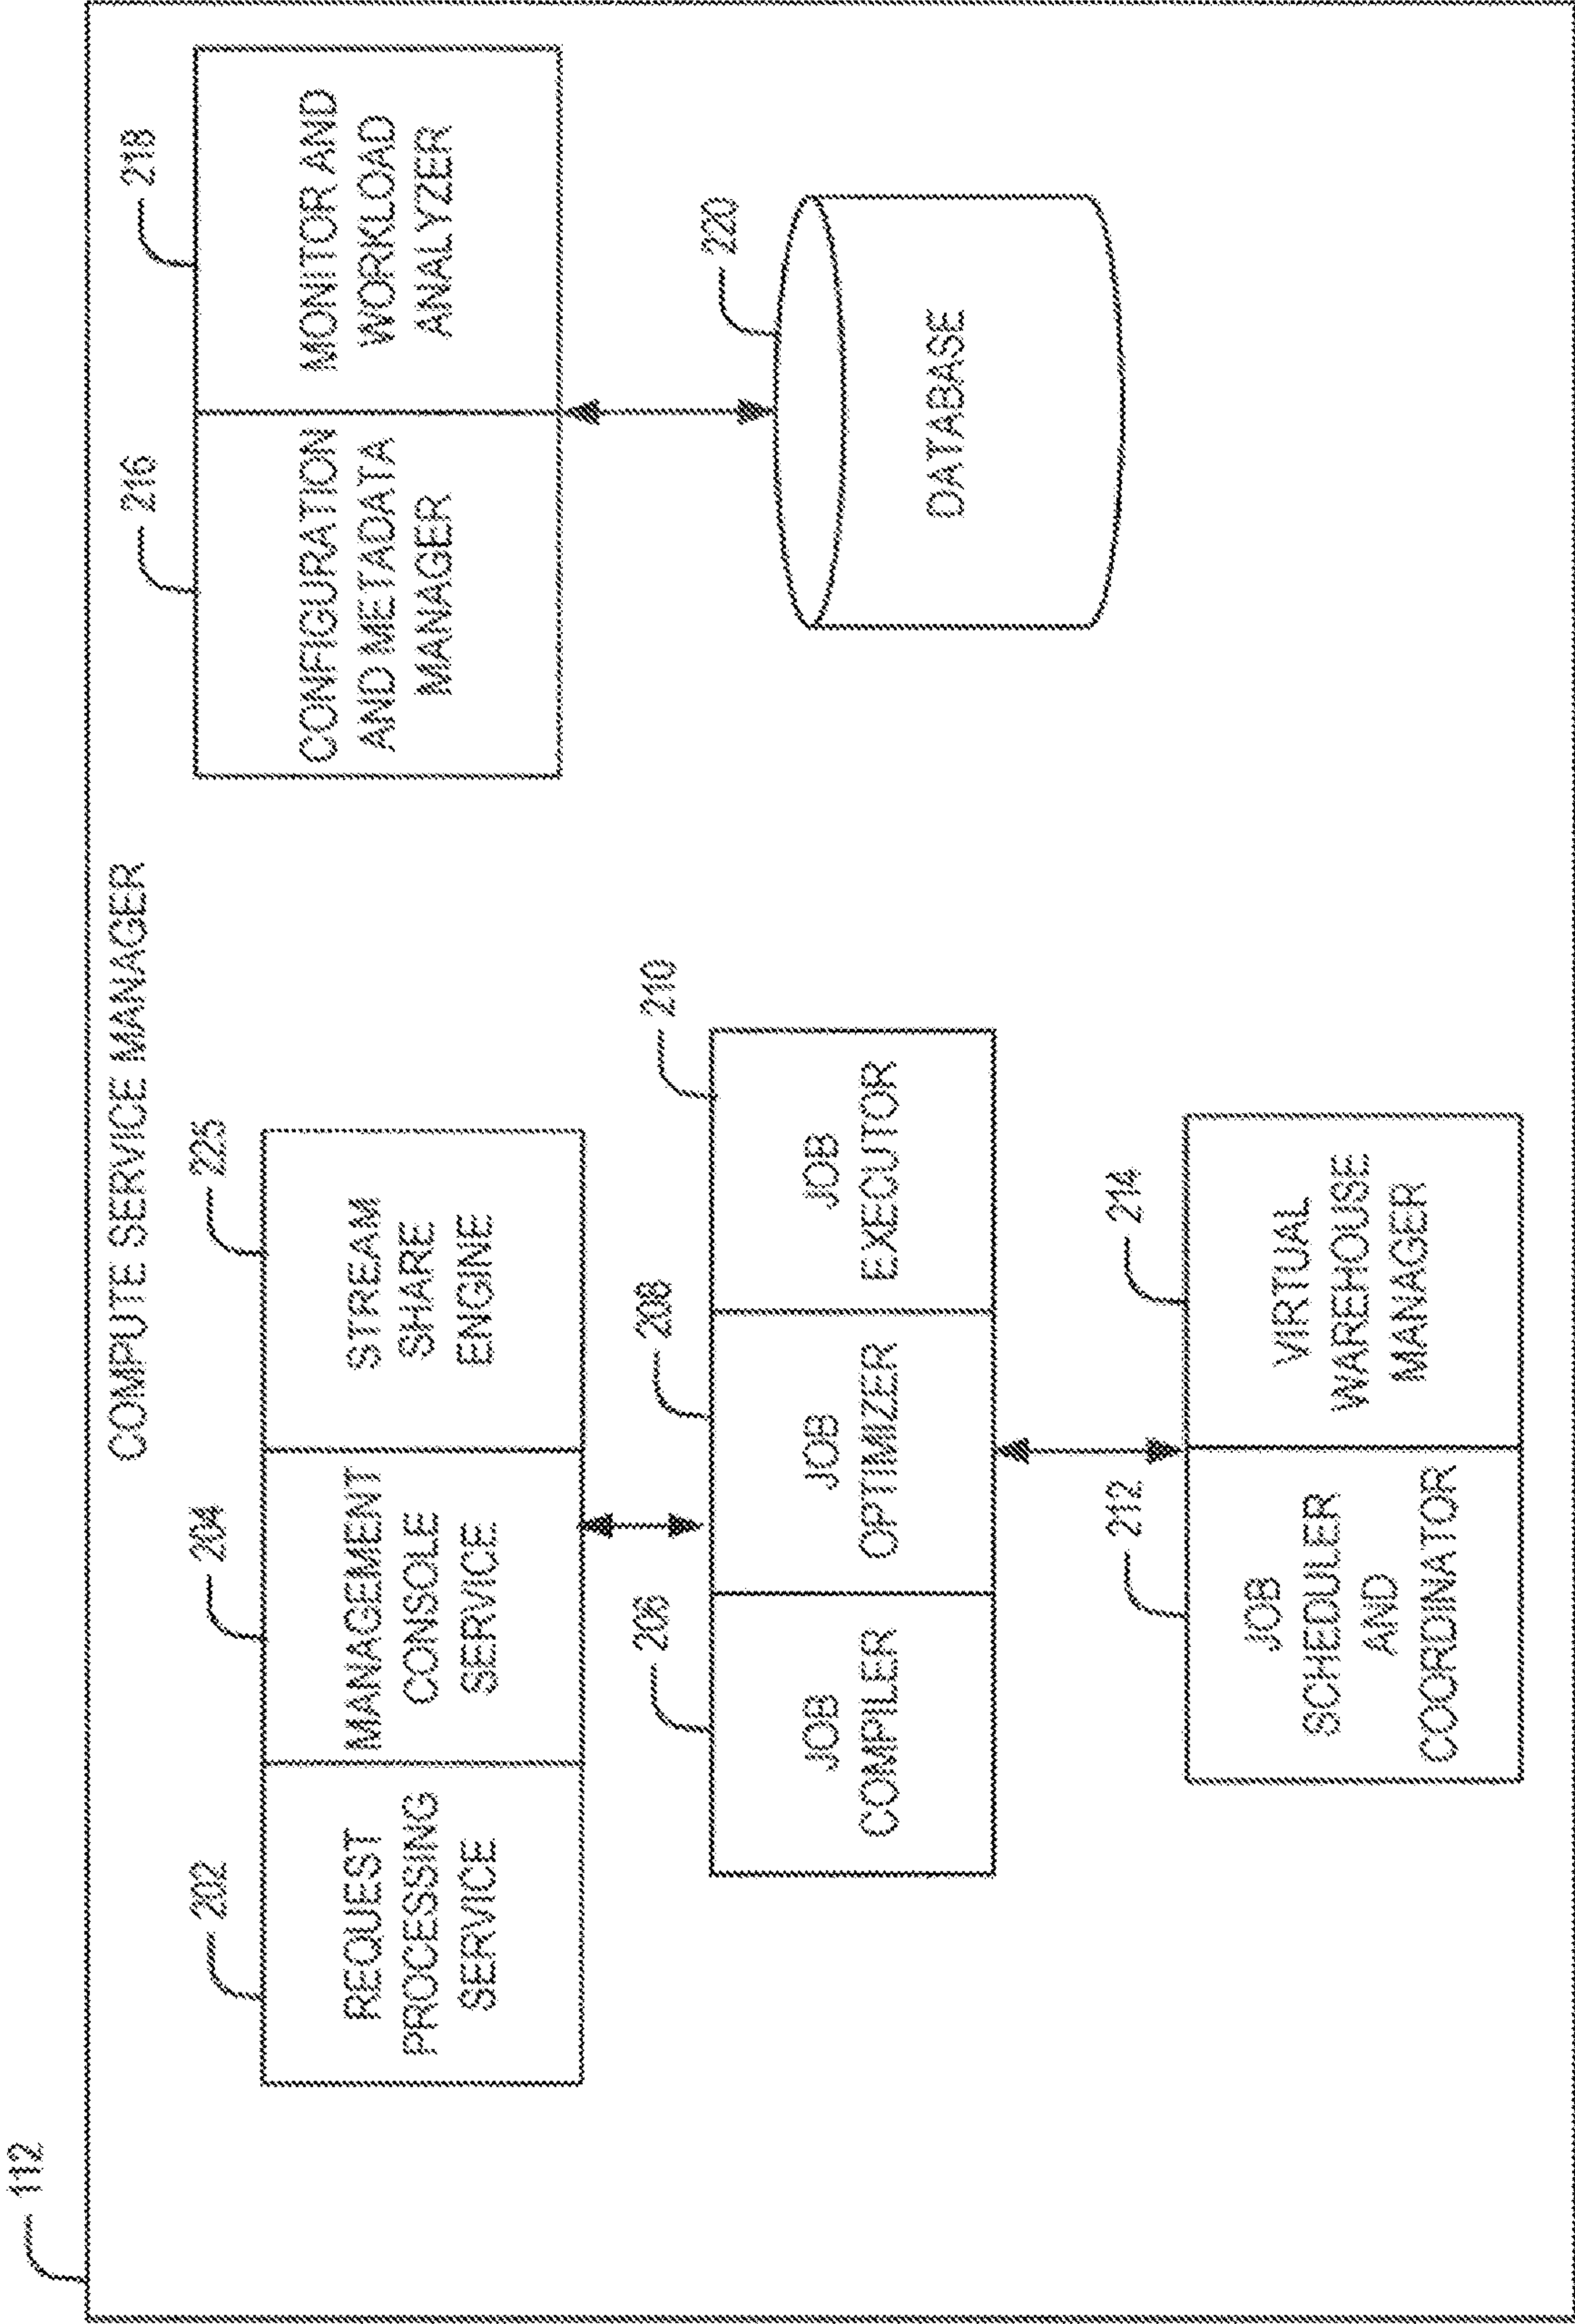 112
COMPUTE SERVICE MANAGER
202
REQUEST
PROCESSING
SERVICE
204
MANAGEMENT
CONSOLE
SERVICE
225
STREAM
SHARE
ENGINE
206
JOB
COMPILER
208
JOB
OPTIMIZER
210
JOB
EXECUTOR
212
JOB
SCHEDULER
AND
COORDINATOR
214
VIRTUAL
WAREHOUSE
MANAGER
216
CONFIGURATION
AND METADATA
MANAGER
218
MONITOR AND
WORKLOAD
ANALYZER
220
DATABASE